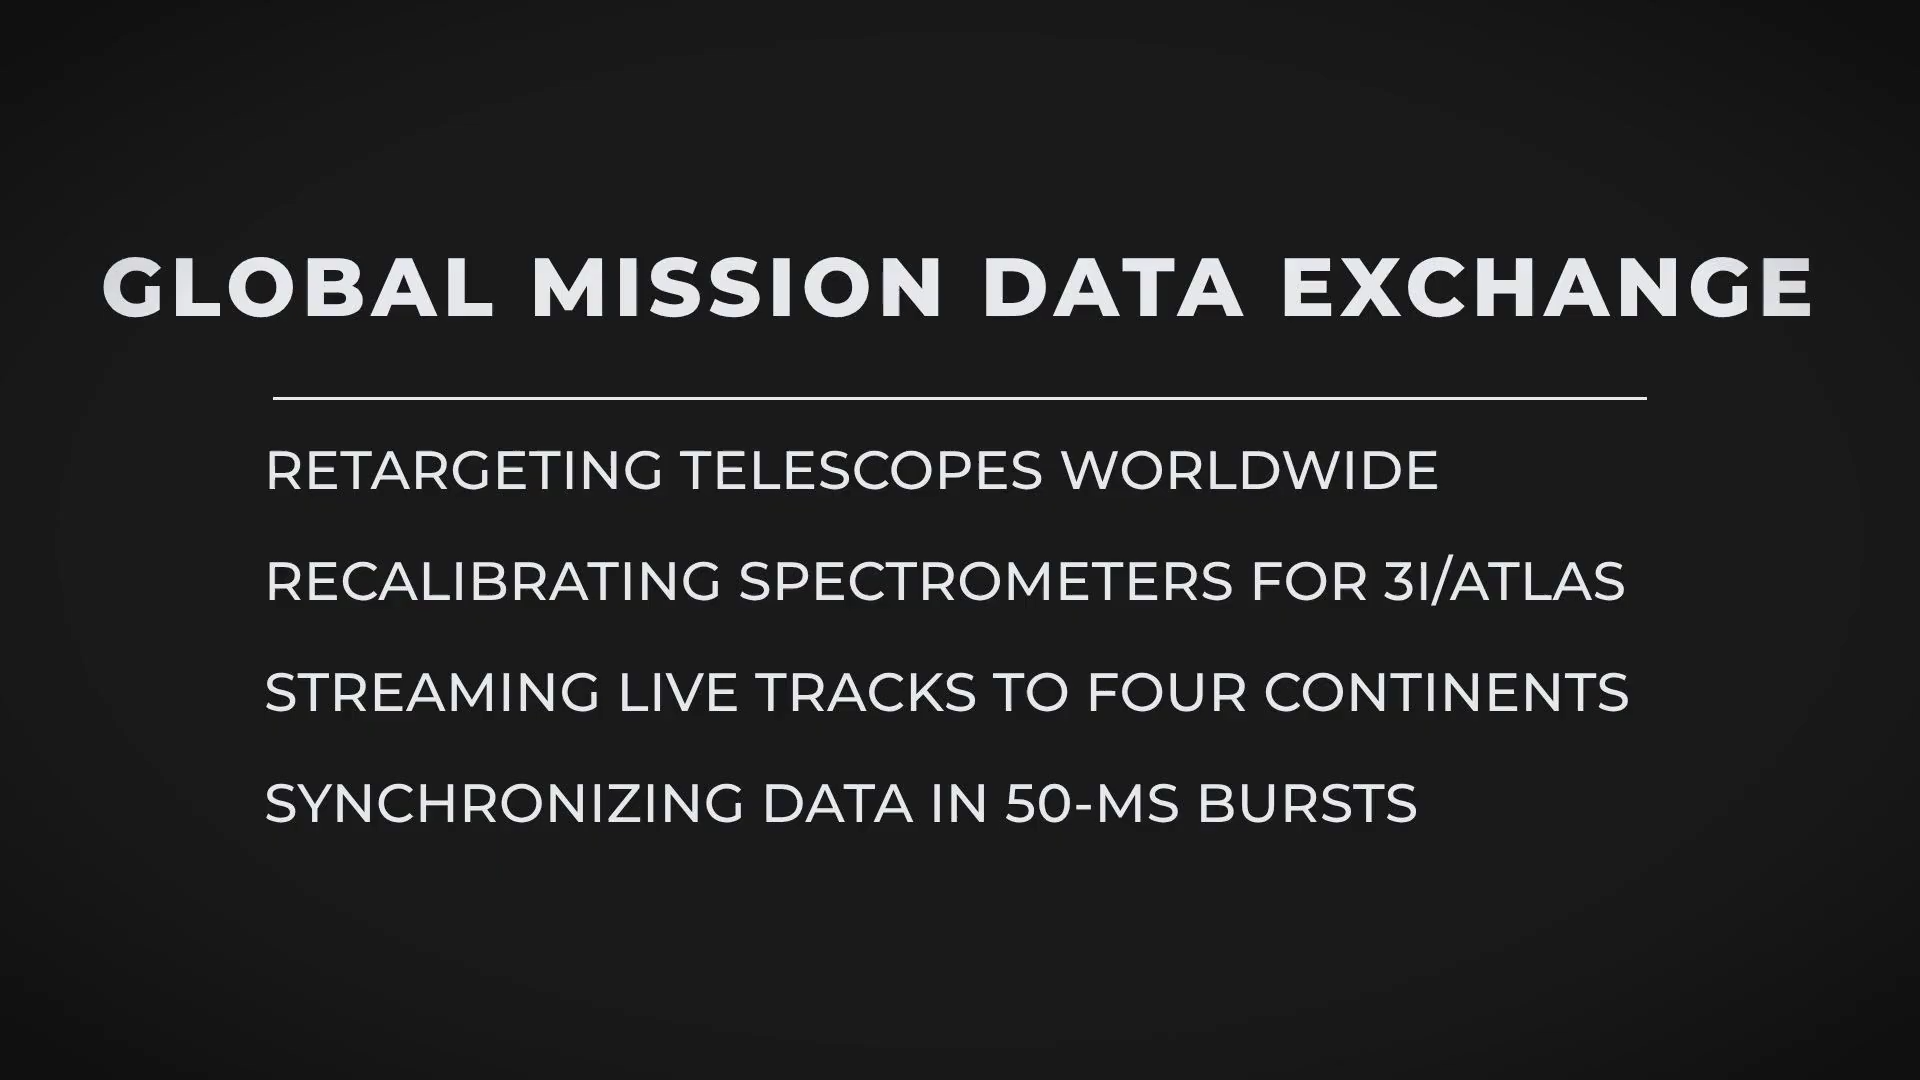 GLOBAL MISSION DATA EXCHANGE
RETARGETING TELESCOPES WORLDWIDE
RECALIBRATING SPECTROMETERS FOR 3I/ATLAS
STREAMING LIVE TRACKS TO FOUR CONTINENTS
SYNCHRONIZING DATA IN 50-MS BURSTS